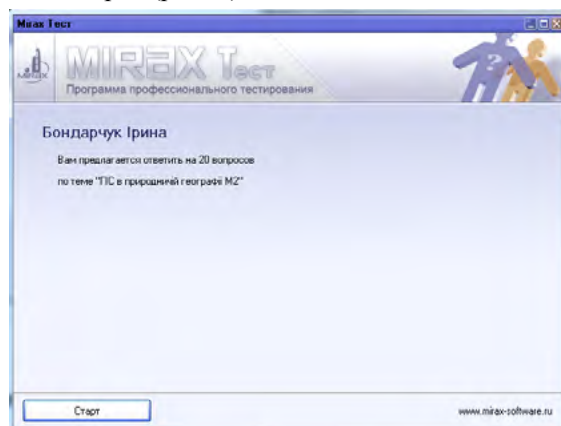 Mirax Тест
MIRAX Тест
MIRAX
Программа профессионального тестирования
?
Бондарчук Ірина
Вам предлагается ответить на 20 вопросов
по теме "ГІС в природничій географії М2"
Старт
www.mirax-software.ru